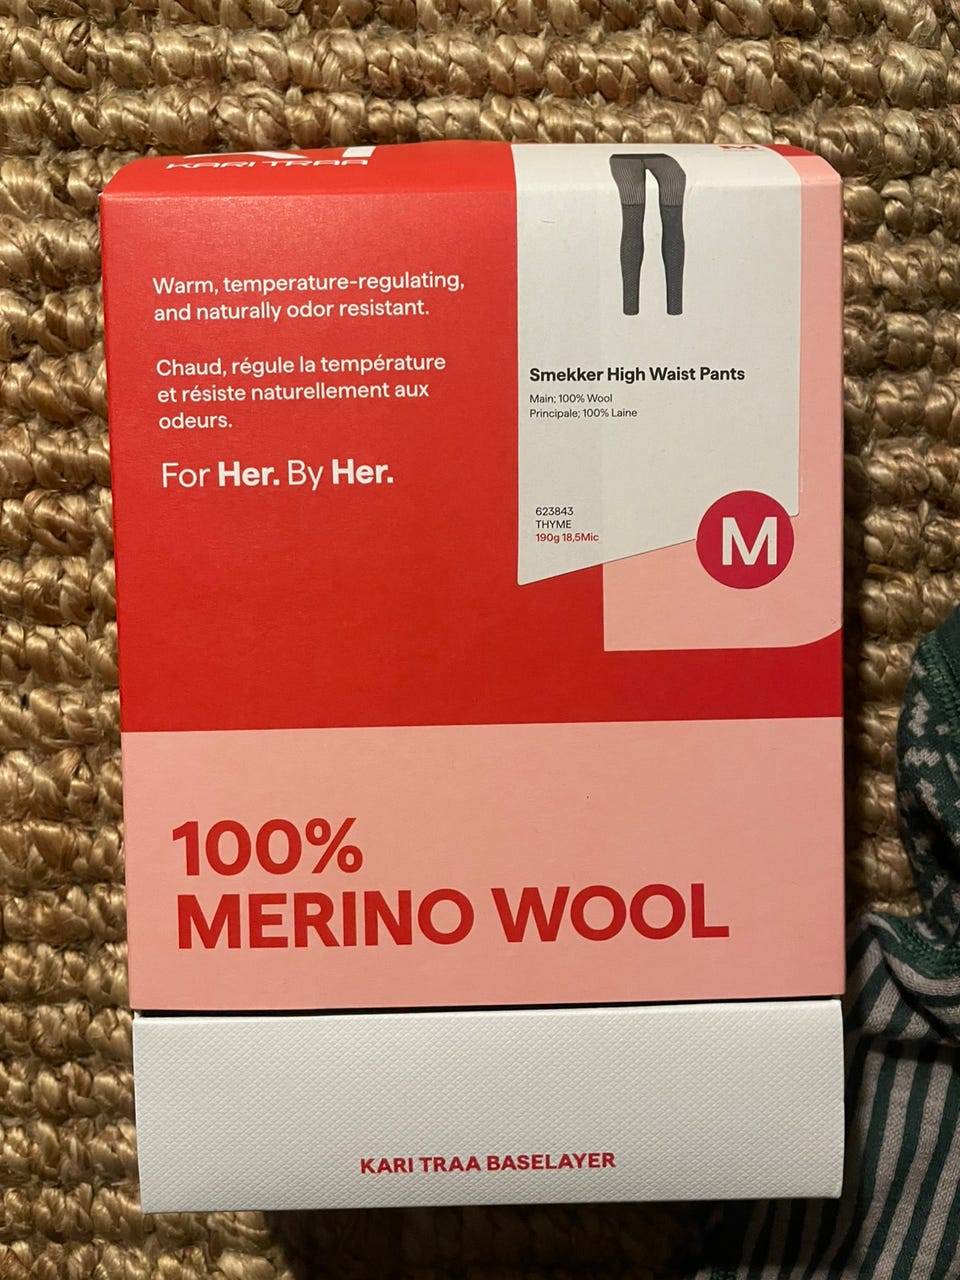 KARI TRAA
M
Warm, temperature-regulating,
and naturally odor resistant.
Chaud, régule la température
et résiste naturellement aux
odeurs.
For Her. By Her.
Smekker High Waist Pants
Main; 100% Wool
Principale; 100% Laine
623843
THYME
190g 18,5Mic
M
100%
MERINO WOOL
KARI TRAA BASELAYER